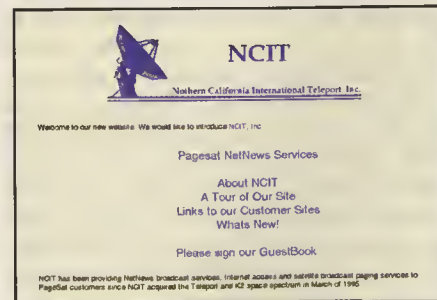 NCIT
Nothern California International Teleport Inc.
Welcome to our new website. We would like to introduce NCIT, Inc
Pagesat NetNews Services
About NCIT
A Tour of Our Site
Links to our Customer Sites
Whats New!
Please sign our GuestBook
NCIT has been providing NetNews broadcast services, Internet access and satellite broadcast paging services to
PageSat customers since NCIT acquired the Teleport and K2 space spectrum in March of 1995